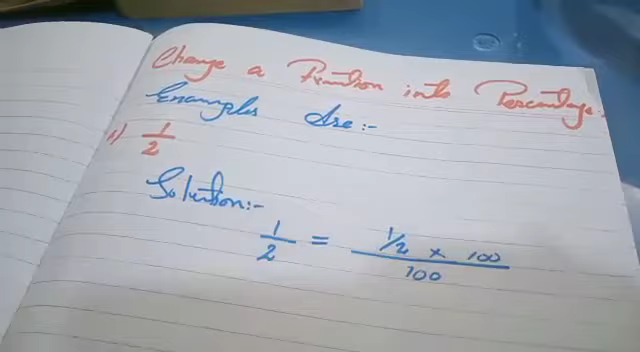 Change a Fraction into Percentage.
Examples Are:-
1) 1/2
Solution:-
1/2 = 1/2 × 100 / 100